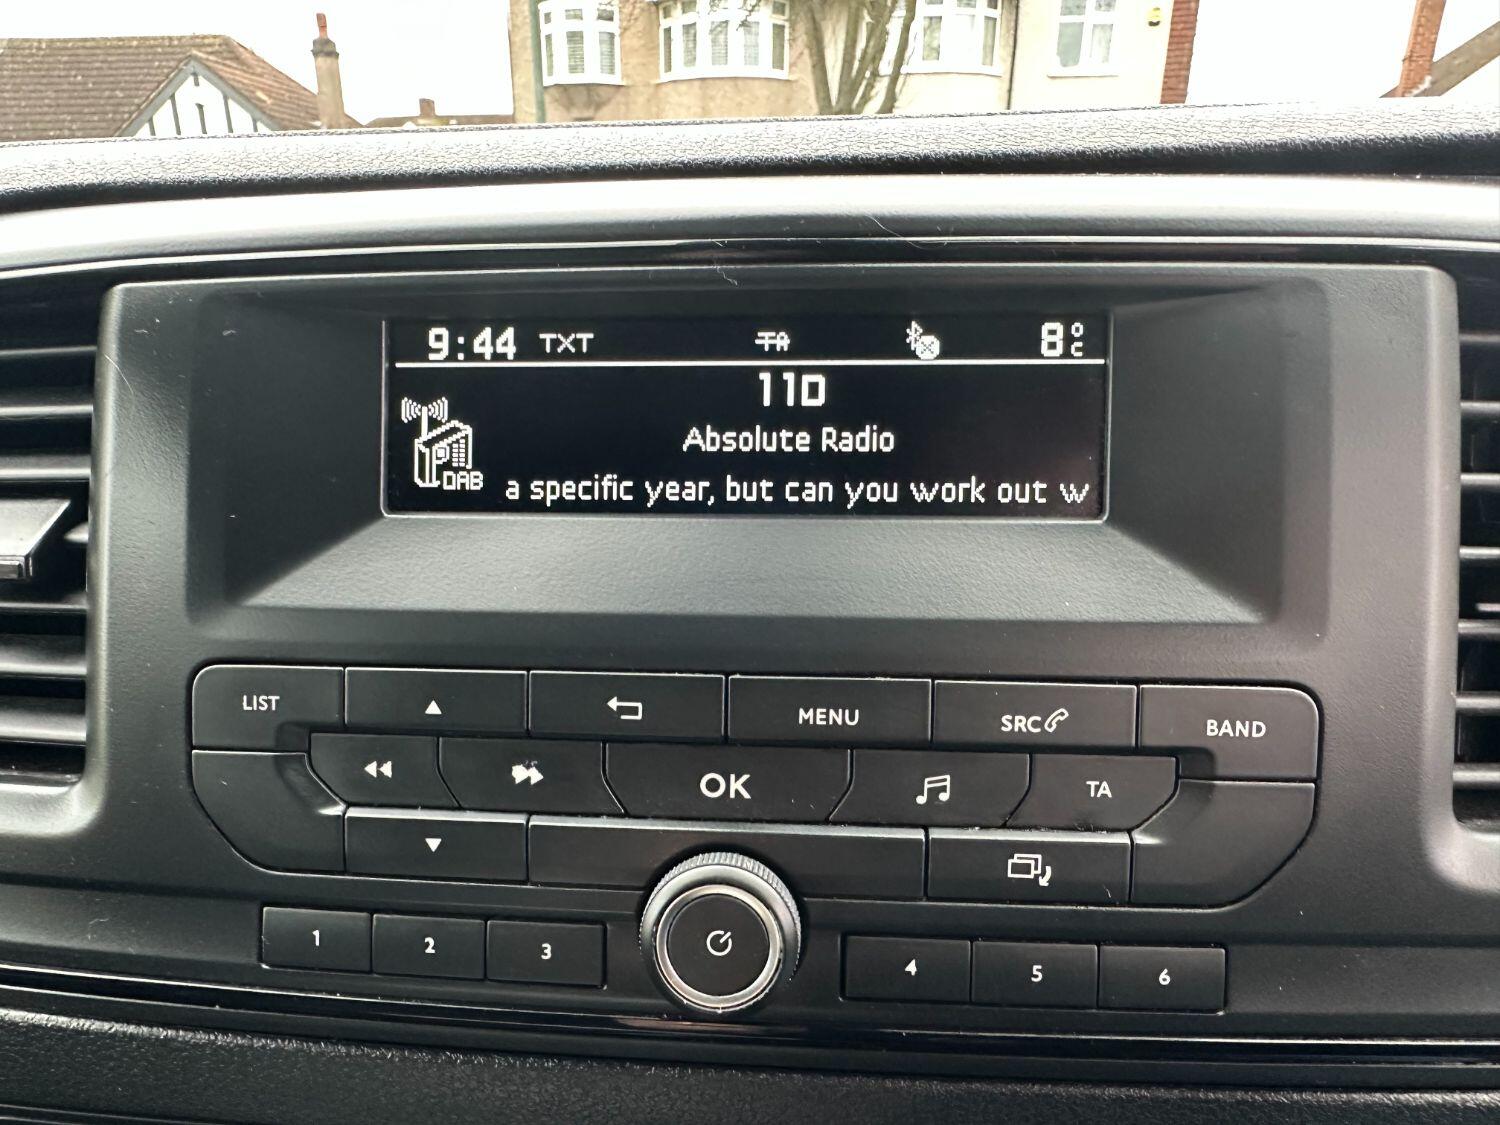 9:44 TXT TA 8°C
11D
Absolute Radio
DAB
a specific year, but can you work out w
LIST MENU SRC BAND
OK TA
1 2 3 4 5 6